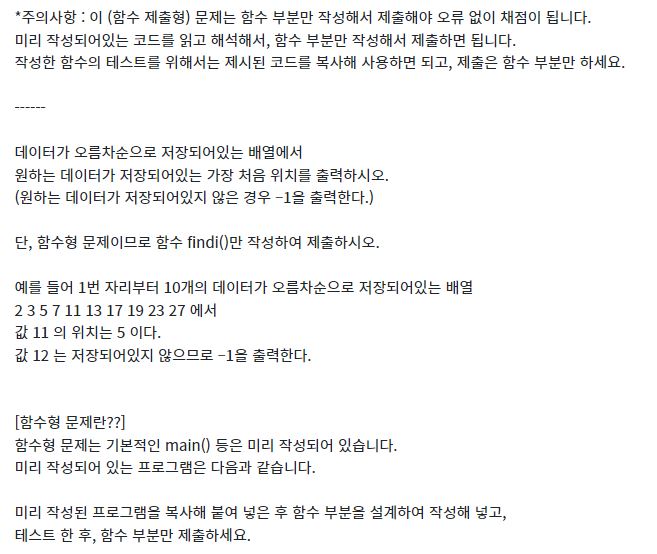 *주의사항 : 이 (함수 제출형) 문제는 함수 부분만 작성해서 제출해야 오류 없이 채점이 됩니다.
미리 작성되어있는 코드를 읽고 해석해서, 함수 부분만 작성해서 제출하면 됩니다.
작성한 함수의 테스트를 위해서는 제시된 코드를 복사해 사용하면 되고, 제출은 함수 부분만 하세요.
------
데이터가 오름차순으로 저장되어있는 배열에서
원하는 데이터가 저장되어있는 가장 처음 위치를 출력하시오.
(원하는 데이터가 저장되어있지 않은 경우 -1을 출력한다.)
단, 함수형 문제이므로 함수 findi()만 작성하여 제출하시오.
예를 들어 1번 자리부터 10개의 데이터가 오름차순으로 저장되어있는 배열
2 3 5 7 11 13 17 19 23 27 에서
값 11 의 위치는 5 이다.
값 12 는 저장되어있지 않으므로 -1을 출력한다.
[함수형 문제란??]
함수형 문제는 기본적인 main() 등은 미리 작성되어 있습니다.
미리 작성되어 있는 프로그램은 다음과 같습니다.
미리 작성된 프로그램을 복사해 붙여 넣은 후 함수 부분을 설계하여 작성해 넣고,
테스트 한 후, 함수 부분만 제출하세요.